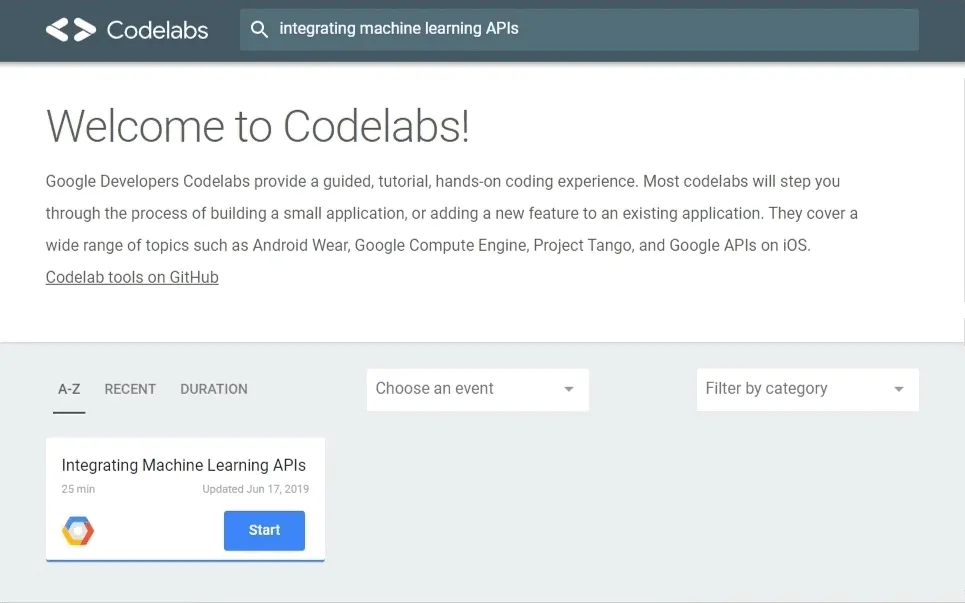 Codelabs
integrating machine learning APIs
Welcome to Codelabs!
Google Developers Codelabs provide a guided, tutorial, hands-on coding experience. Most codelabs will step you
through the process of building a small application, or adding a new feature to an existing application. They cover a
wide range of topics such as Android Wear, Google Compute Engine, Project Tango, and Google APIs on iOS.
Codelab tools on GitHub
A-Z RECENT DURATION Choose an event Filter by category
Integrating Machine Learning APIs
25 min Updated Jun 17, 2019
Start